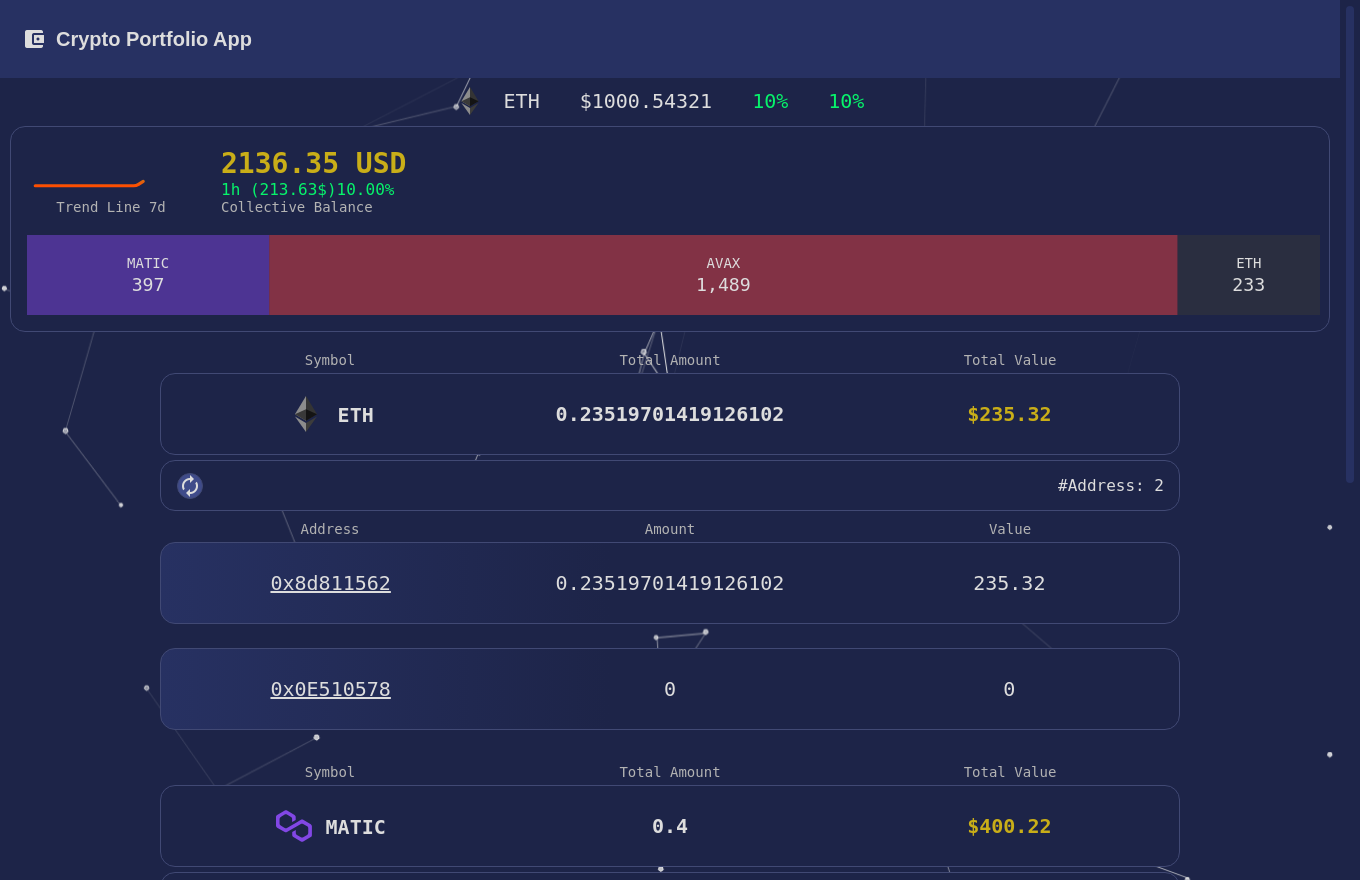 Crypto Portfolio App
ETH $1000.54321 10% 10%
2136.35 USD
1h (213.63$)10.00%
Trend Line 7d
Collective Balance
MATIC
397
AVAX
1,489
ETH
233
Symbol Total Amount Total Value
ETH 0.23519701419126102 $235.32
#Address: 2
Address Amount Value
0x8d811562 0.23519701419126102 235.32
0x0E510578 0 0
Symbol Total Amount Total Value
MATIC 0.4 $400.22